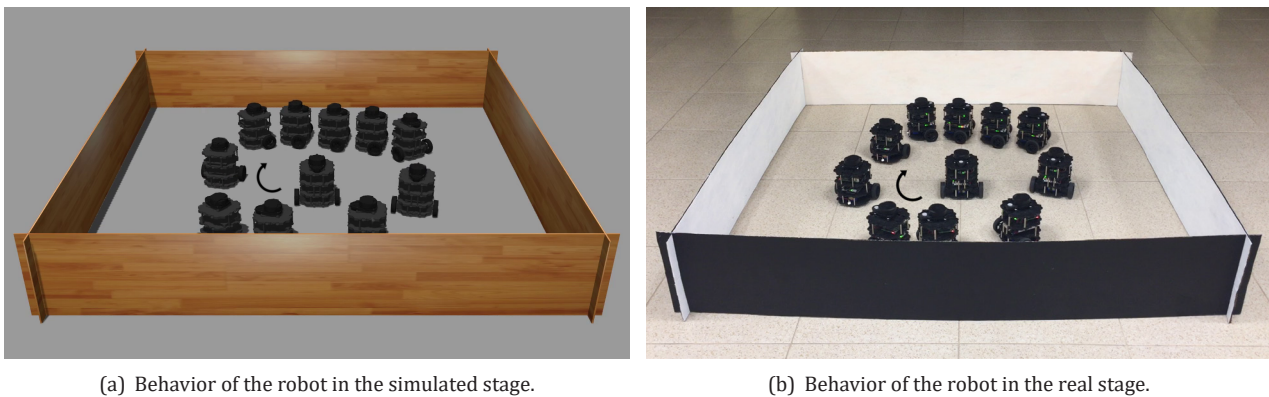 (a) Behavior of the robot in the simulated stage.
(b) Behavior of the robot in the real stage.